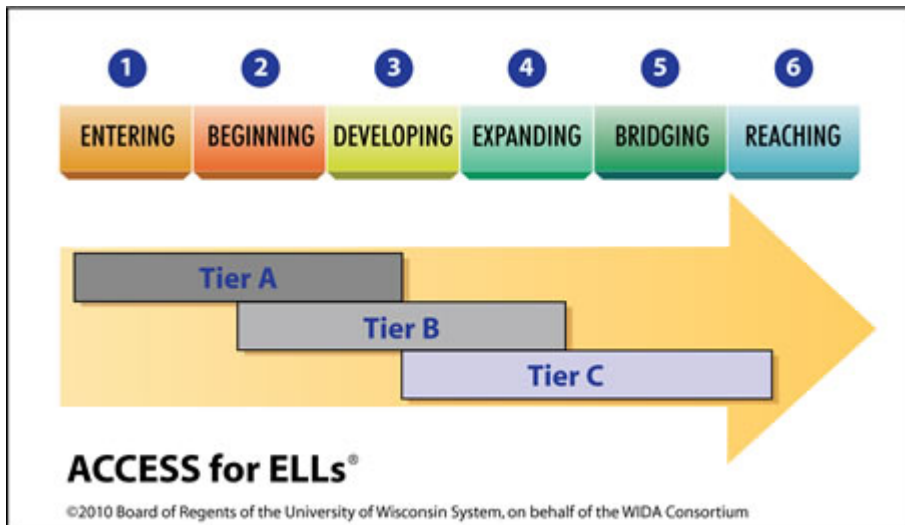 1 2 3 4 5 6
ENTERING BEGINNING DEVELOPING EXPANDING BRIDGING REACHING
Tier A
Tier B
Tier C
ACCESS for ELLs®
©2010 Board of Regents of the University of Wisconsin System, on behalf of the WIDA Consortium